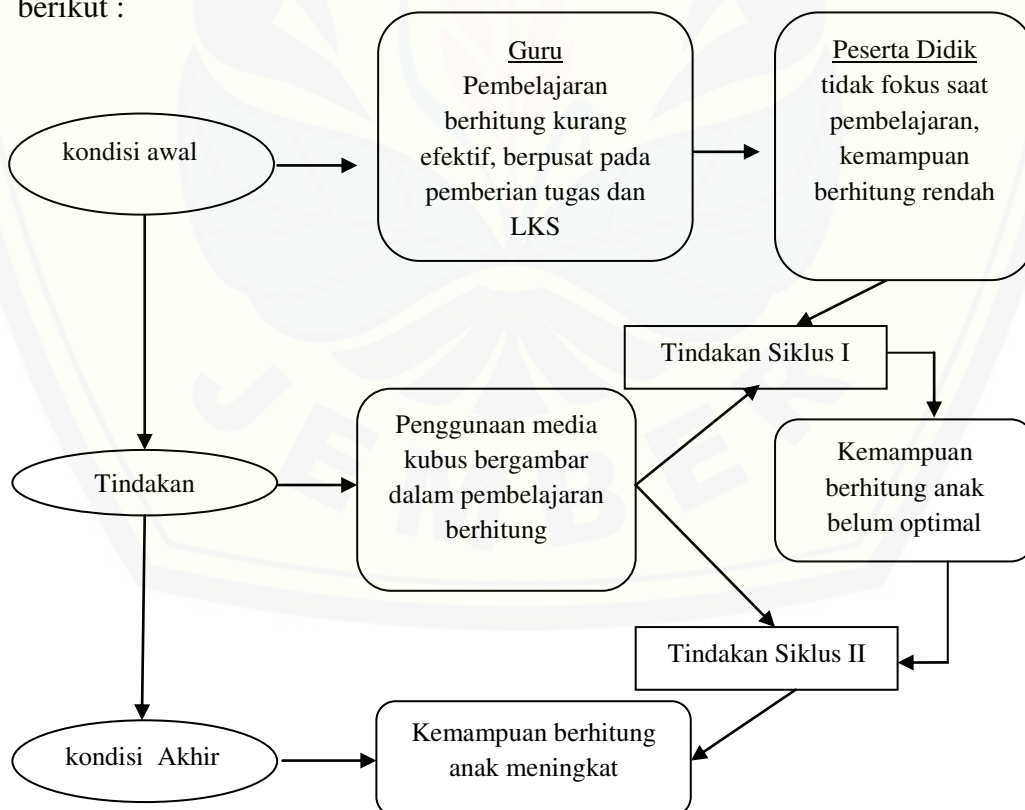 berikut :
kondisi awal
Guru
Pembelajaran
berhitung kurang
efektif, berpusat pada
pemberian tugas dan
LKS
Peserta Didik
tidak fokus saat
pembelajaran,
kemampuan
berhitung rendah
Tindakan Siklus I
Tindakan
Penggunaan media
kubus bergambar
dalam pembelajaran
berhitung
Kemampuan
berhitung anak
belum optimal
Tindakan Siklus II
kondisi  Akhir
Kemampuan berhitung
anak meningkat
JEMBER